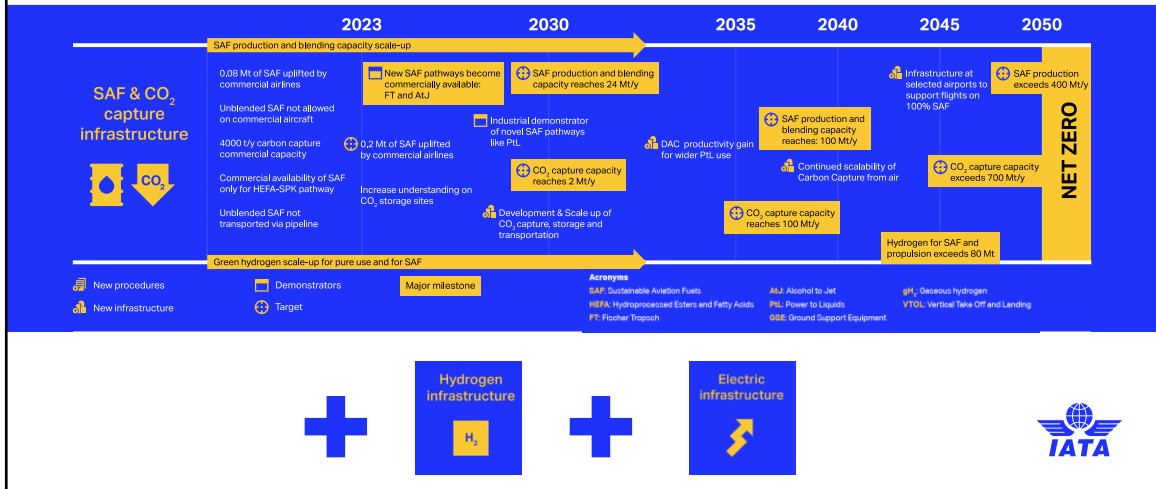 2023
2030
2035
2040
2045
2050
SAF production and blending capacity scale-up
SAF & CO₂
capture
infrastructure
CO₂
0,08 Mt of SAF uplifted by
commercial airlines
Unblended SAF not allowed
on commercial aircraft
4000 t/y carbon capture
commercial capacity
Commercial availability of SAF
only for HEFA-SPK pathway
Unblended SAF not
transported via pipeline
New SAF pathways become
commercially available:
FT and AtJ
0,2 Mt of SAF uplifted
by commercial airlines
Increase understanding on
CO₂ storage sites
SAF production and blending
capacity reaches 24 Mt/y
Industrial demonstrator
of novel SAF pathways
like PtL
CO₂ capture capacity
reaches 2 Mt/y
Development & Scale up of
CO₂ capture, storage and
transportation
DAC productivity gain
for wider PtL use
SAF production and
blending capacity
reaches: 100 Mt/y
Continued scalability of
Carbon Capture from air
CO₂ capture capacity
reaches 100 Mt/y
Infrastructure at
selected airports to
support flights on
100% SAF
SAF production
exceeds 400 Mt/y
CO₂ capture capacity
exceeds 700 Mt/y
Hydrogen for SAF and
propulsion exceeds 80 Mt
NET ZERO
Green hydrogen scale-up for pure use and for SAF
New procedures
New infrastructure
Demonstrators
Target
Major milestone
Acronyms
SAF: Sustainable Aviation Fuels
HEFA: Hydroprocessed Esters and Fatty Acids
FT: Fischer Tropsch
AtJ: Alcohol to Jet
PtL: Power to Liquids
GSE: Ground Support Equipment
gH₂: Gaseous hydrogen
VTOL: Vertical Take Off and Landing
Hydrogen
infrastructure
H₂
Electric
infrastructure
IATA